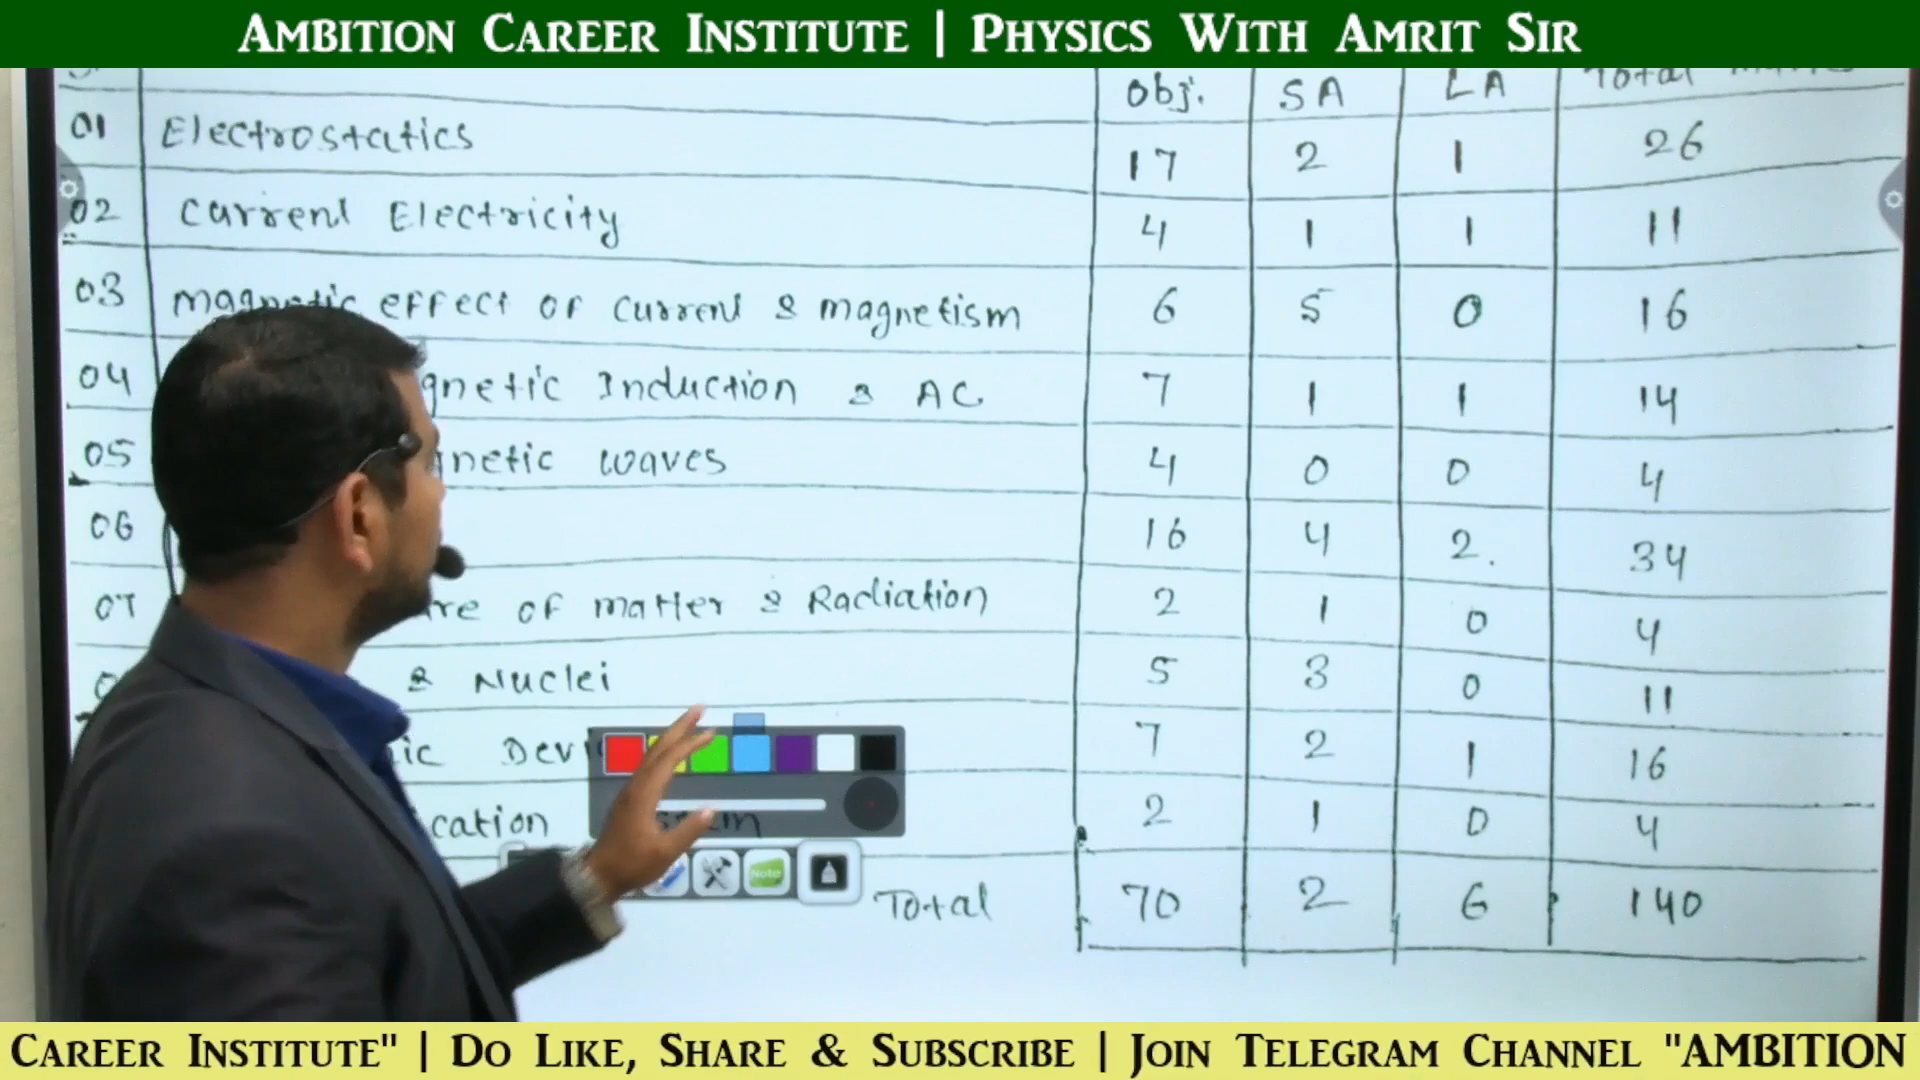 AMBITION CAREER INSTITUTE | PHYSICS WITH AMRIT SIR
Obj. SA LA Total
01 Electrostatics 17 2 1 26
02 Current Electricity 4 1 1 11
03 magnetic effect of current & magnetism 6 5 0 16
04 gnetic Induction & AC 7 1 1 14
05 netic waves 4 0 0 4
06 16 4 2. 34
07 re of matter & Radiation 2 1 0 4
& Nuclei 5 3 0 11
ic Devi 7 2 1 16
cation 2 1 0 4
Note
Total 70 2 6 140
CAREER INSTITUTE" | DO LIKE, SHARE & SUBSCRIBE | JOIN TELEGRAM CHANNEL "AMBITION